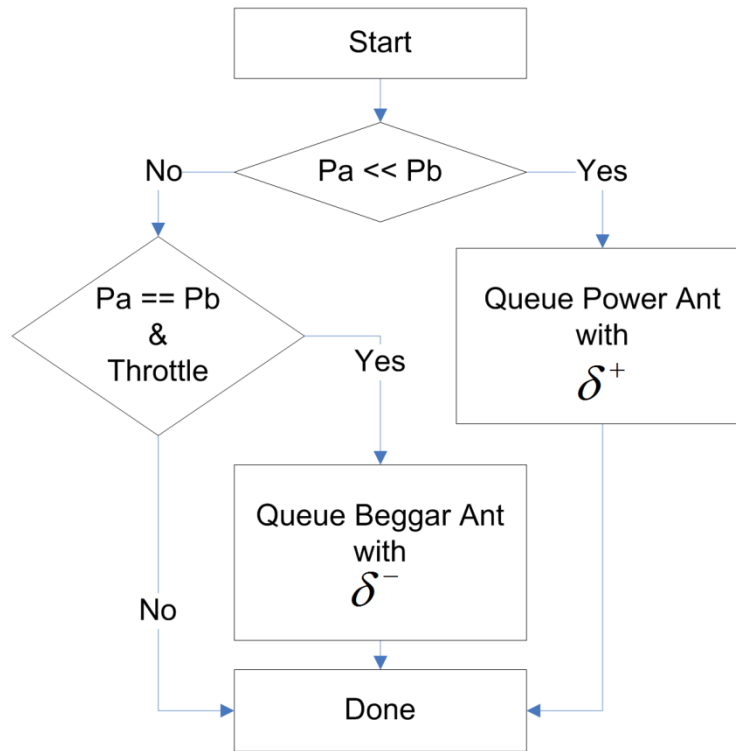 Start
Pa << Pb
No
Yes
Pa == Pb
&
Throttle
Queue Power Ant
with
δ⁺
Yes
Queue Beggar Ant
with
δ⁻
No
Done